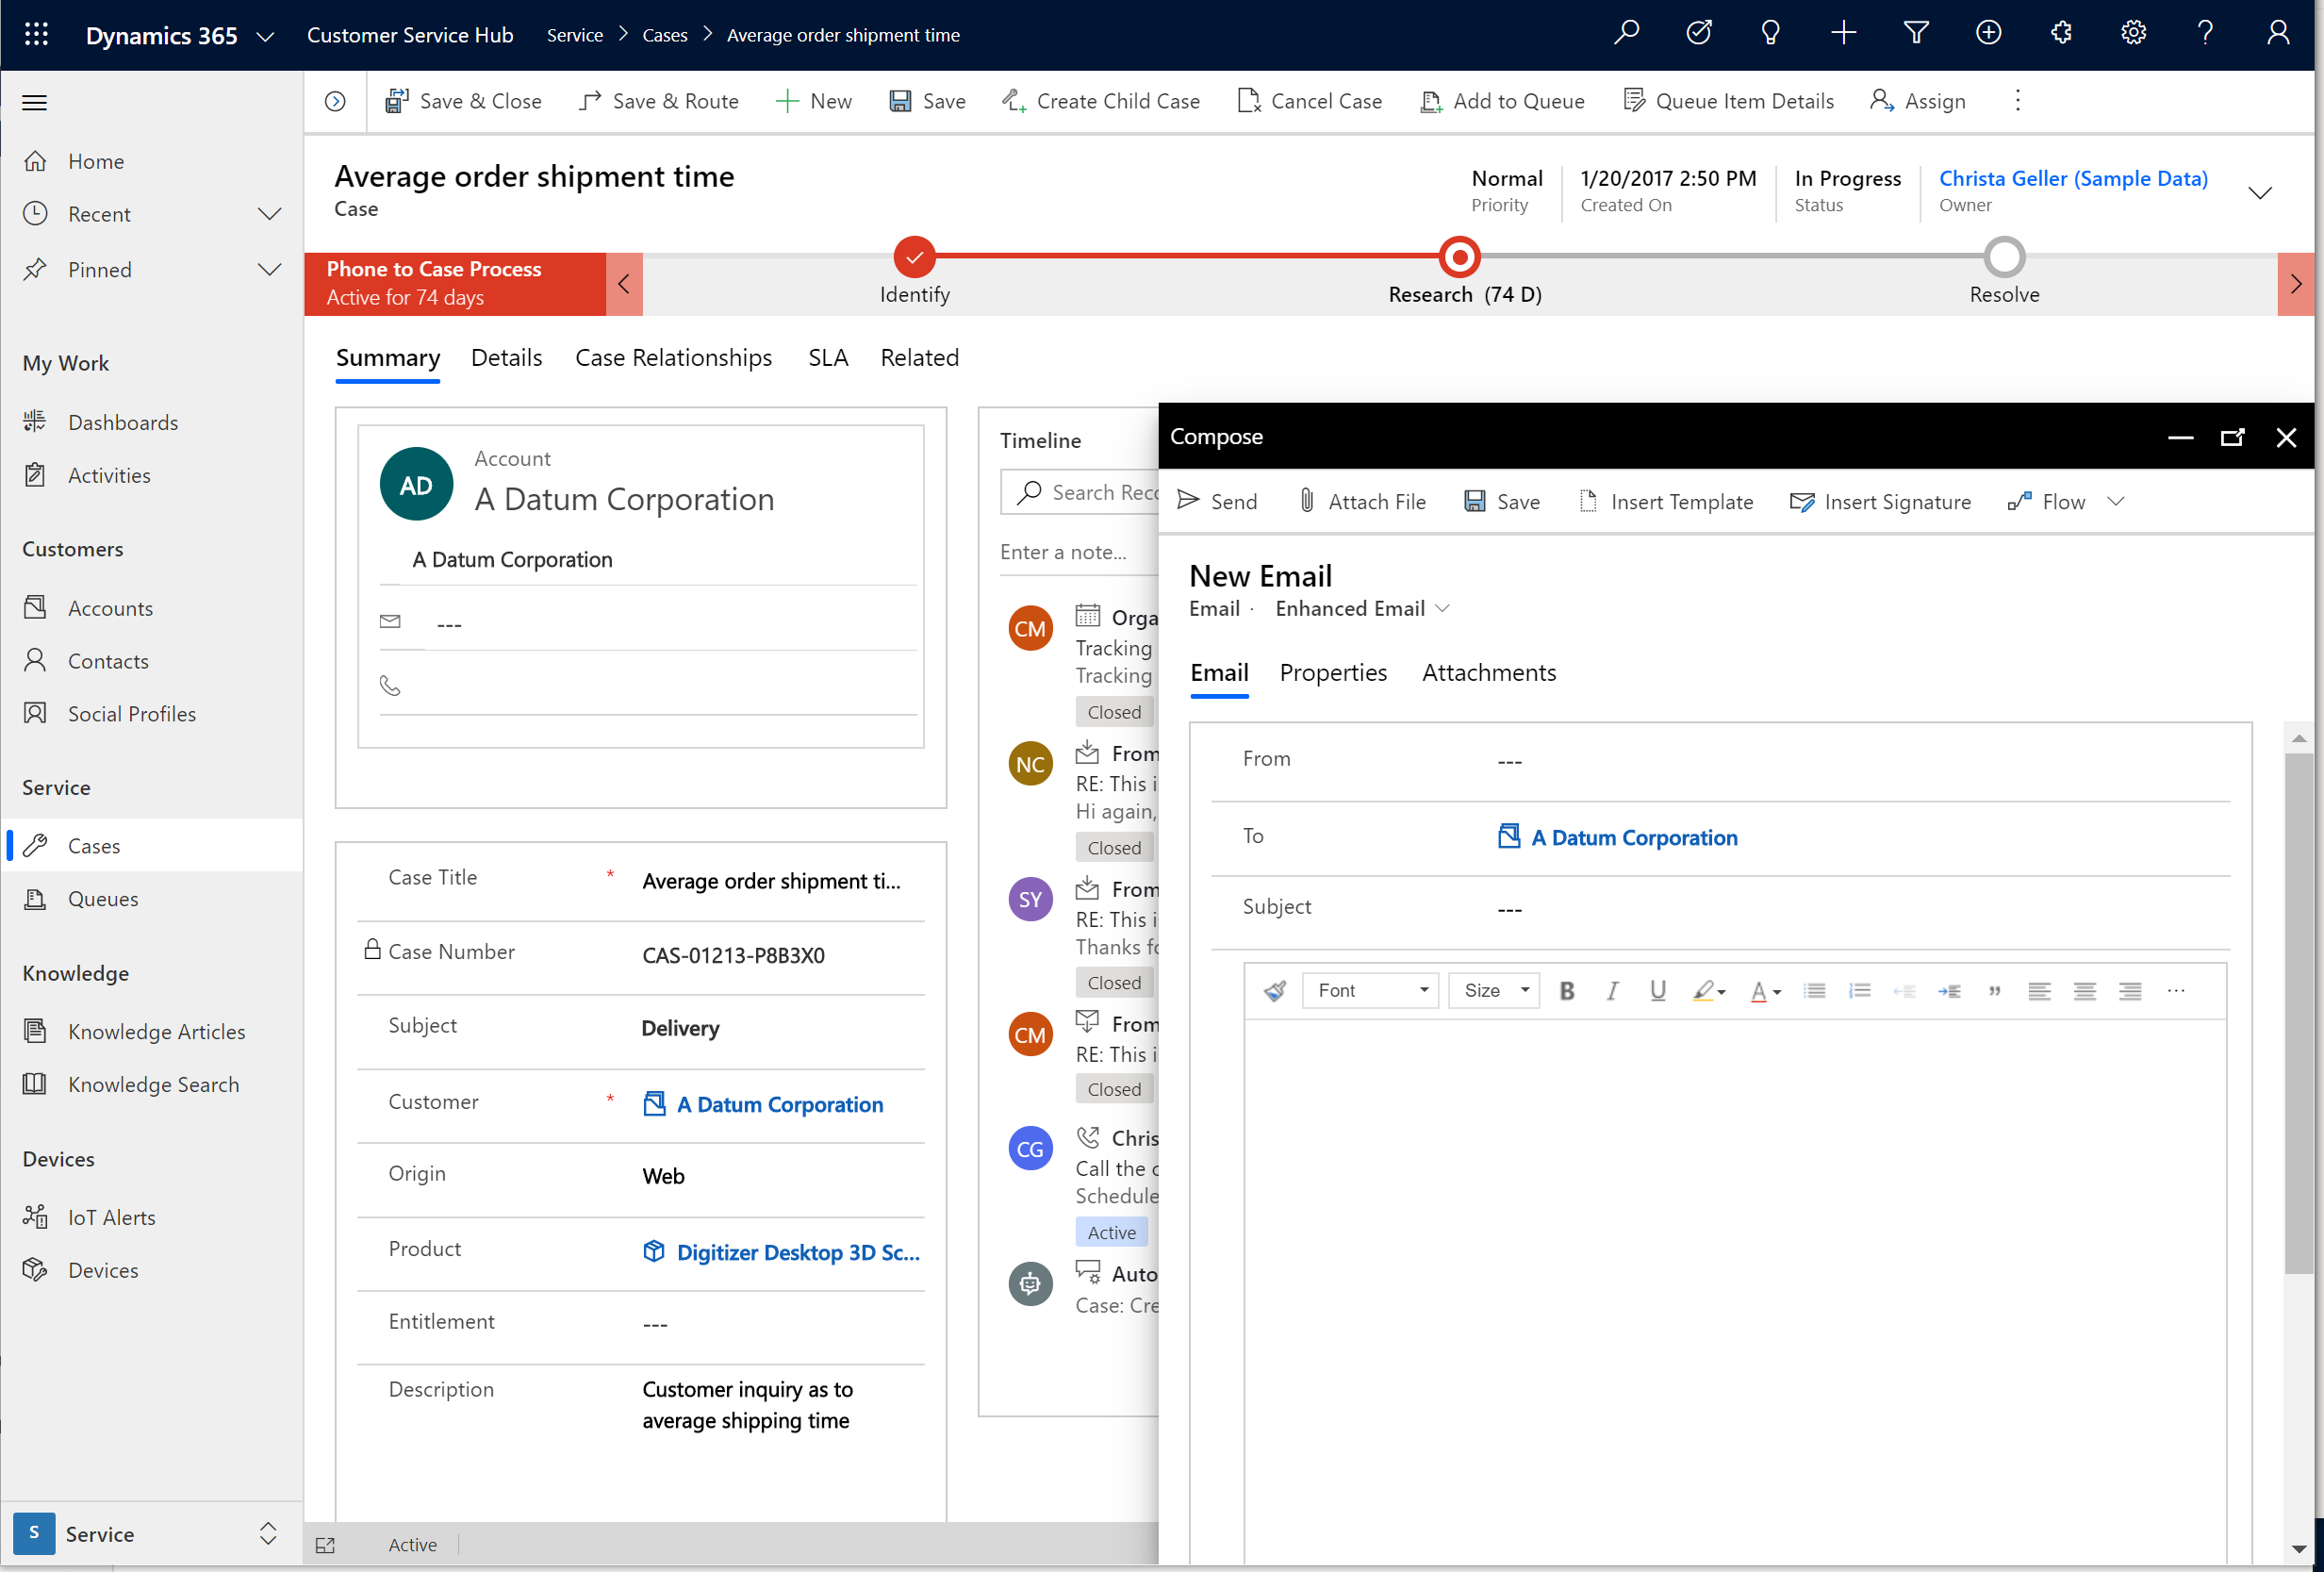 Dynamics 365 Customer Service Hub Service > Cases > Average order shipment time
Save & Close Save & Route New Save Create Child Case Cancel Case Add to Queue Queue Item Details Assign
Home
Recent
Pinned
My Work
Dashboards
Activities
Customers
Accounts
Contacts
Social Profiles
Service
Cases
Queues
Knowledge
Knowledge Articles
Knowledge Search
Devices
IoT Alerts
Devices
S Service
Average order shipment time
Case
Normal
Priority
1/20/2017 2:50 PM
Created On
In Progress
Status
Christa Geller (Sample Data)
Owner
Phone to Case Process
Active for 74 days
Identify
Research (74 D)
Resolve
Summary Details Case Relationships SLA Related
AD
Account
A Datum Corporation
A Datum Corporation
---
Case Title * Average order shipment ti...
Case Number CAS-01213-P8B3X0
Subject Delivery
Customer * A Datum Corporation
Origin Web
Product Digitizer Desktop 3D Sc...
Entitlement ---
Description Customer inquiry as to
average shipping time
Active
Timeline
Search Rec
Enter a note...
CM Orga
Tracking
Tracking
Closed
NC From
RE: This i
Hi again,
Closed
SY From
RE: This i
Thanks fo
Closed
CM From
RE: This i
Closed
CG Chris
Call the c
Schedule
Active
Auto
Case: Cre
Compose
Send Attach File Save Insert Template Insert Signature Flow
New Email
Email · Enhanced Email
Email Properties Attachments
From ---
To A Datum Corporation
Subject ---
Font Size B I U A